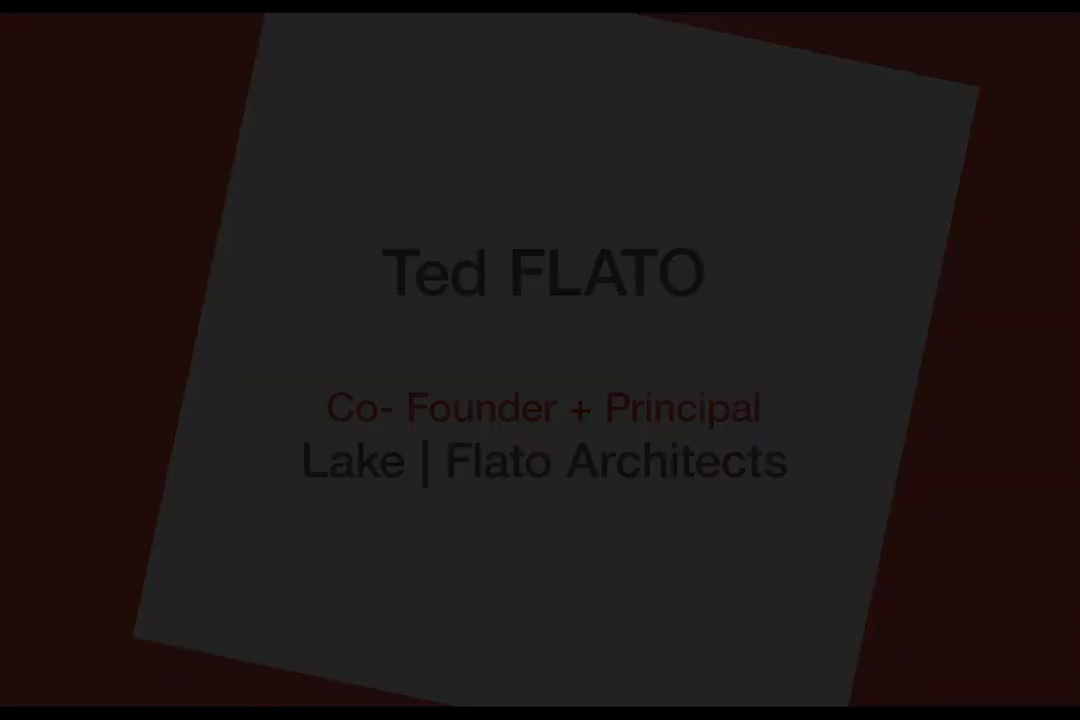 Ted FLATO
Co- Founder + Principal
Lake | Flato Architects